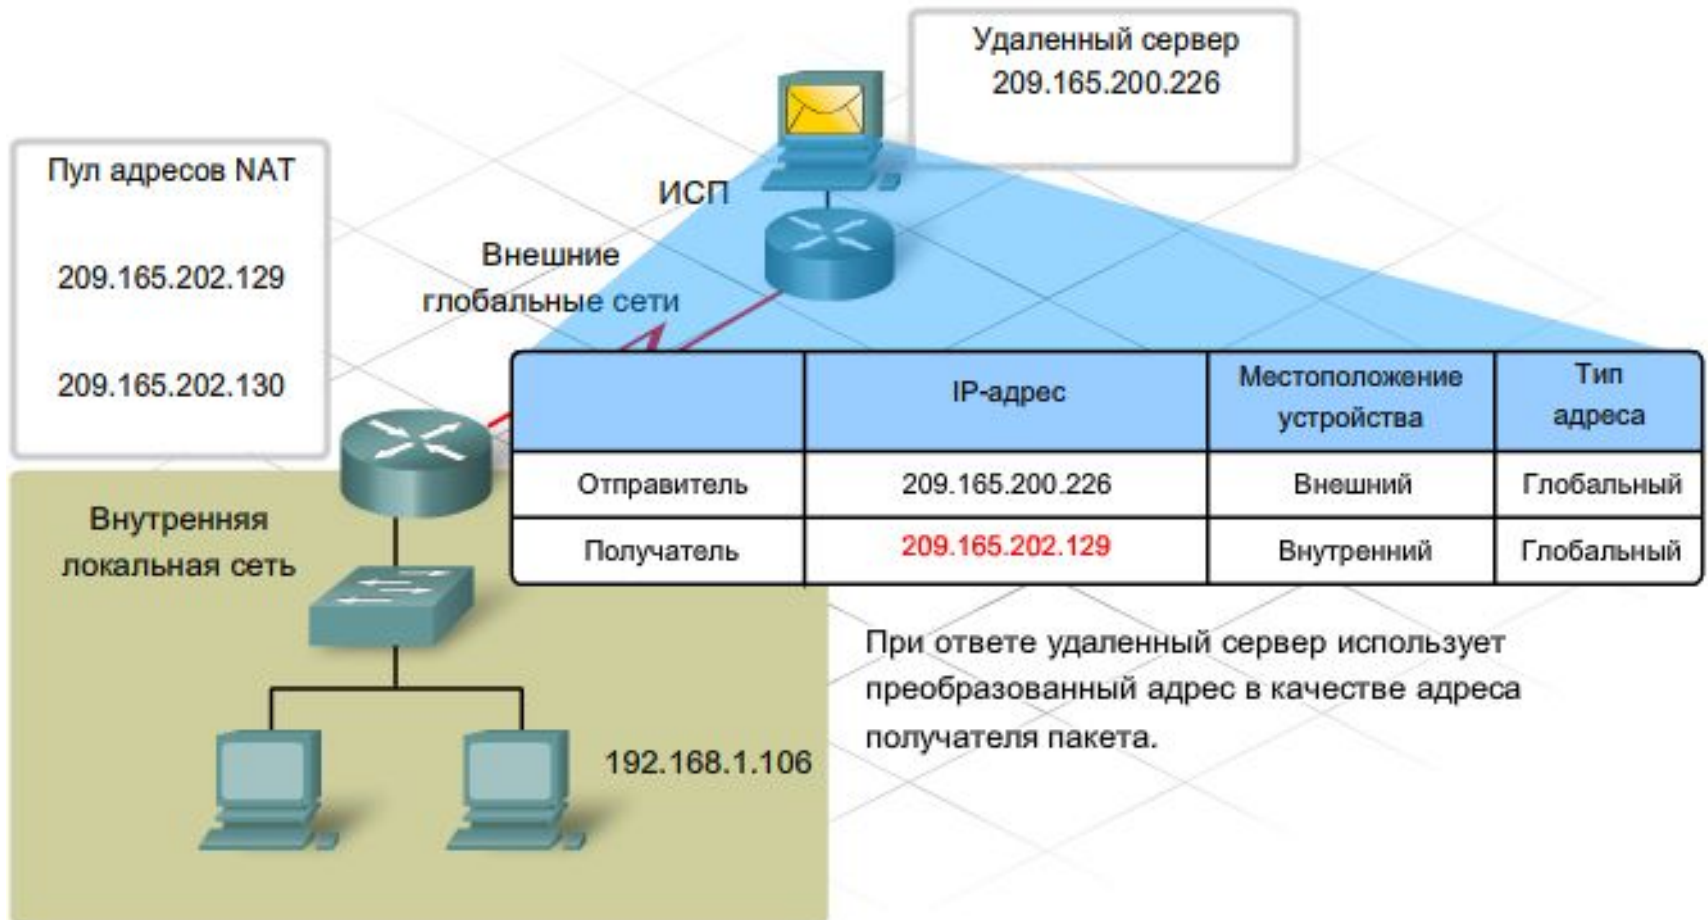 Удаленный сервер
209.165.200.226
Пул адресов NAT
209.165.202.129
209.165.202.130
ИСП
Внешние
глобальные сети
IP-адрес
Местоположение
устройства
Тип
адреса
Отправитель
209.165.200.226
Внешний
Глобальный
Получатель
209.165.202.129
Внутренний
Глобальный
Внутренняя
локальная сеть
192.168.1.106
При ответе удаленный сервер использует
преобразованный адрес в качестве адреса
получателя пакета.